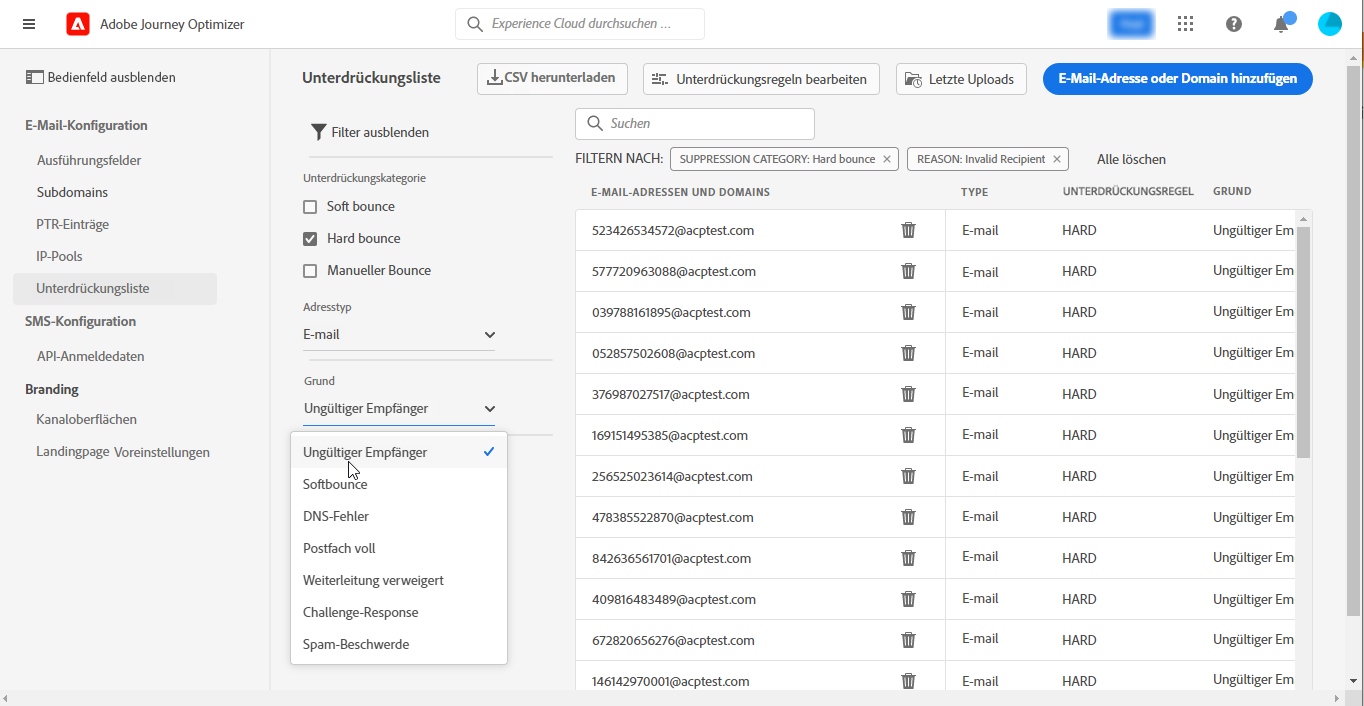 Adobe Journey Optimizer
Experience Cloud durchsuchen ...
Bedienfeld ausblenden
E-Mail-Konfiguration
Ausführungsfelder
Subdomains
PTR-Einträge
IP-Pools
Unterdrückungsliste
SMS-Konfiguration
API-Anmeldedaten
Branding
Kanaloberflächen
Landingpage Voreinstellungen
Unterdrückungsliste
CSV herunterladen
Unterdrückungsregeln bearbeiten
Letzte Uploads
E-Mail-Adresse oder Domain hinzufügen
Filter ausblenden
Unterdrückungskategorie
Soft bounce
Hard bounce
Manueller Bounce
Adresstyp
E-mail
Grund
Ungültiger Empfänger
Ungültiger Empfänger
Softbounce
DNS-Fehler
Postfach voll
Weiterleitung verweigert
Challenge-Response
Spam-Beschwerde
Suchen
FILTERN NACH: SUPPRESSION CATEGORY: Hard bounce REASON: Invalid Recipient Alle löschen
E-MAIL-ADRESSEN UND DOMAINS TYPE UNTERDRÜCKUNGSREGEL GRUND
523426534572@acptest.com E-mail HARD Ungültiger Em
577720963088@acptest.com E-mail HARD Ungültiger Em
039788161895@acptest.com E-mail HARD Ungültiger Em
052857502608@acptest.com E-mail HARD Ungültiger Em
376987027517@acptest.com E-mail HARD Ungültiger Em
169151495385@acptest.com E-mail HARD Ungültiger Em
256525023614@acptest.com E-mail HARD Ungültiger Em
478385522870@acptest.com E-mail HARD Ungültiger Em
842636561701@acptest.com E-mail HARD Ungültiger Em
409816483489@acptest.com E-mail HARD Ungültiger Em
672820656276@acptest.com E-mail HARD Ungültiger Em
146142970001@acptest.com E-mail HARD Ungültiger Em